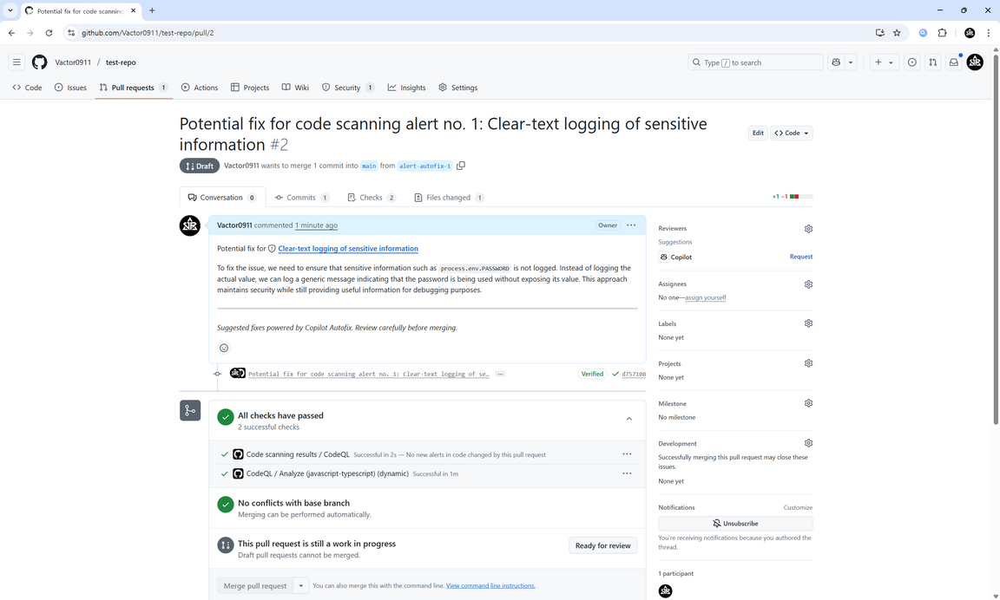 Potential fix for code scanning
github.com/Vactor0911/test-repo/pull/2
Vactor0911 / test-repo
Type / to search
Code
Issues
Pull requests 1
Actions
Projects
Wiki
Security 1
Insights
Settings
Potential fix for code scanning alert no. 1: Clear-text logging of sensitive
information #2
Edit
<> Code
Draft
Vactor0911 wants to merge 1 commit into main from alert-autofix-1
Conversation 0
Commits 1
Checks 2
Files changed 1
+1 −1
Vactor0911 commented 1 minute ago
Owner
Potential fix for Clear-text logging of sensitive information
To fix the issue, we need to ensure that sensitive information such as process.env.PASSWORD is not logged. Instead of logging the
actual value, we can log a generic message indicating that the password is being used without exposing its value. This approach
maintains security while still providing useful information for debugging purposes.
Suggested fixes powered by Copilot Autofix. Review carefully before merging.
Potential fix for code scanning alert no. 1: Clear-text logging of se…
Verified
d757108
All checks have passed
2 successful checks
Code scanning results / CodeQL Successful in 2s — No new alerts in code changed by this pull request
CodeQL / Analyze (javascript-typescript) (dynamic) Successful in 1m
No conflicts with base branch
Merging can be performed automatically.
This pull request is still a work in progress
Draft pull requests cannot be merged.
Ready for review
Merge pull request
You can also merge this with the command line. View command line instructions.
Reviewers
Suggestions
Copilot
Request
Assignees
No one—assign yourself
Labels
None yet
Projects
None yet
Milestone
No milestone
Development
Successfully merging this pull request may close these
issues.
None yet
Notifications
Customize
Unsubscribe
You're receiving notifications because you authored the
thread.
1 participant